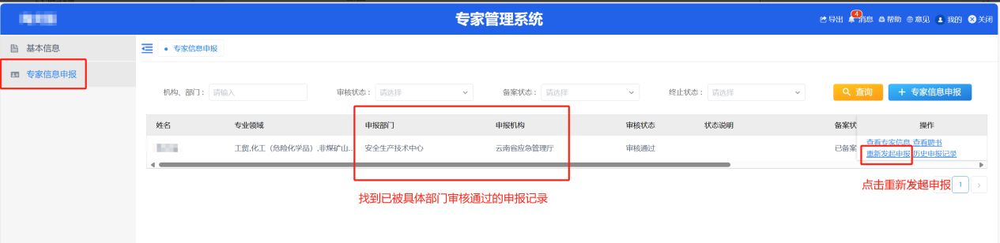 专家管理系统
导出 4 消息 帮助 意见 我的 关闭
基本信息
专家信息申报
专家信息申报
机构、部门： 请输入 审核状态： 请选择 备案状态： 请选择 终止状态： 请选择 查询 + 专家信息申报
姓名 专业领域 申报部门 申报机构 审核状态 状态说明 备案状 操作
工贸,化工（危险化学品）,非煤矿山... 安全生产技术中心 云南省应急管理厅 审核通过 已备案 查看专家信息 查看聘书
重新发起申报 历史申报记录
找到已被具体部门审核通过的申报记录
点击重新发起申报 1